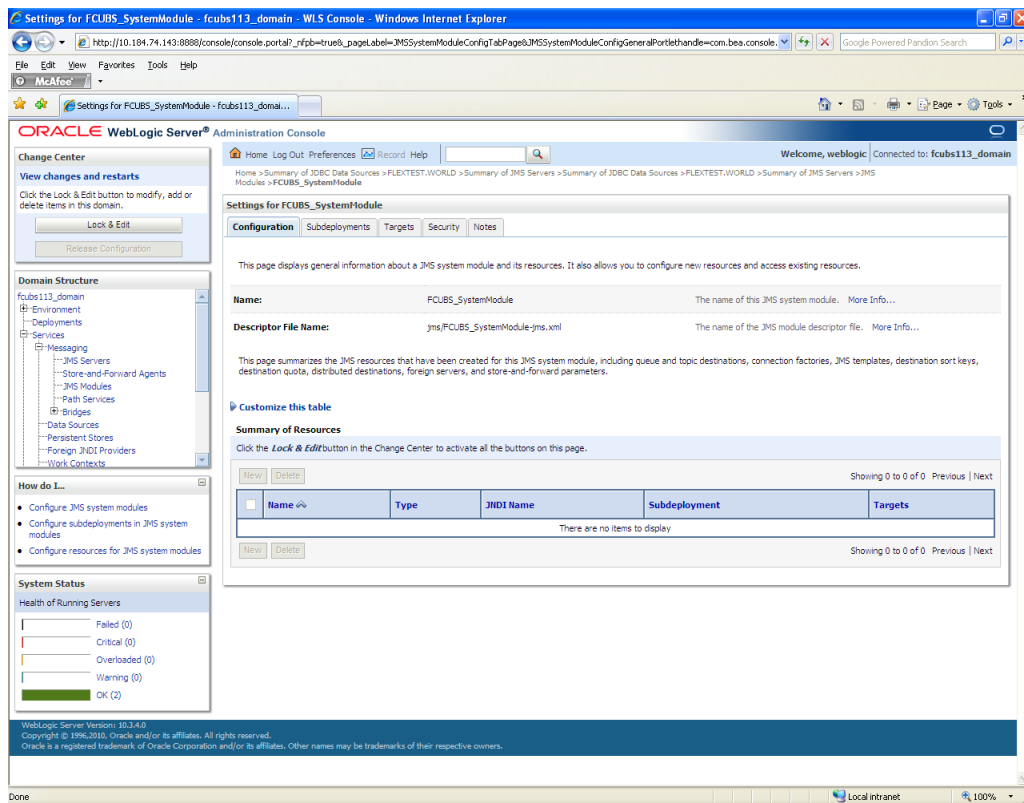 Settings for FCUBS_SystemModule - fcubs113_domain - WLS Console - Windows Internet Explorer
http://10.184.74.143:8888/console/console.portal?_nfpb=true&_pageLabel=JMSSystemModuleConfigTabPage&JMSSystemModuleConfigGeneralPortlethandle=com.bea.console.
Google Powered Pandion Search
File Edit View Favorites Tools Help
McAfee
Settings for FCUBS_SystemModule - fcubs113_domai...
Page Tools
ORACLE WebLogic Server® Administration Console
Change Center
View changes and restarts
Click the Lock & Edit button to modify, add or
delete items in this domain.
Lock & Edit
Release Configuration
Domain Structure
fcubs113_domain
Environment
Deployments
Services
Messaging
JMS Servers
Store-and-Forward Agents
JMS Modules
Path Services
Bridges
Data Sources
Persistent Stores
Foreign JNDI Providers
Work Contexts
How do I...
Configure JMS system modules
Configure subdeployments in JMS system
modules
Configure resources for JMS system modules
System Status
Health of Running Servers
Failed (0)
Critical (0)
Overloaded (0)
Warning (0)
OK (2)
Home Log Out Preferences Record Help
Welcome, weblogic Connected to: fcubs113_domain
Home >Summary of JDBC Data Sources >FLEXTEST.WORLD >Summary of JMS Servers >Summary of JDBC Data Sources >FLEXTEST.WORLD >Summary of JMS Servers >JMS
Modules >FCUBS_SystemModule
Settings for FCUBS_SystemModule
Configuration Subdeployments Targets Security Notes
This page displays general information about a JMS system module and its resources. It also allows you to configure new resources and access existing resources.
Name: FCUBS_SystemModule The name of this JMS system module. More Info...
Descriptor File Name: jms/FCUBS_SystemModule-jms.xml The name of the JMS module descriptor file. More Info...
This page summarizes the JMS resources that have been created for this JMS system module, including queue and topic destinations, connection factories, JMS templates, destination sort keys,
destination quota, distributed destinations, foreign servers, and store-and-forward parameters.
Customize this table
Summary of Resources
Click the Lock & Edit button in the Change Center to activate all the buttons on this page.
New Delete Showing 0 to 0 of 0 Previous | Next
Name Type JNDI Name Subdeployment Targets
There are no items to display
New Delete Showing 0 to 0 of 0 Previous | Next
WebLogic Server Version: 10.3.4.0
Copyright © 1996,2010, Oracle and/or its affiliates. All rights reserved.
Oracle is a registered trademark of Oracle Corporation and/or its affiliates. Other names may be trademarks of their respective owners.
Done Local intranet 100%